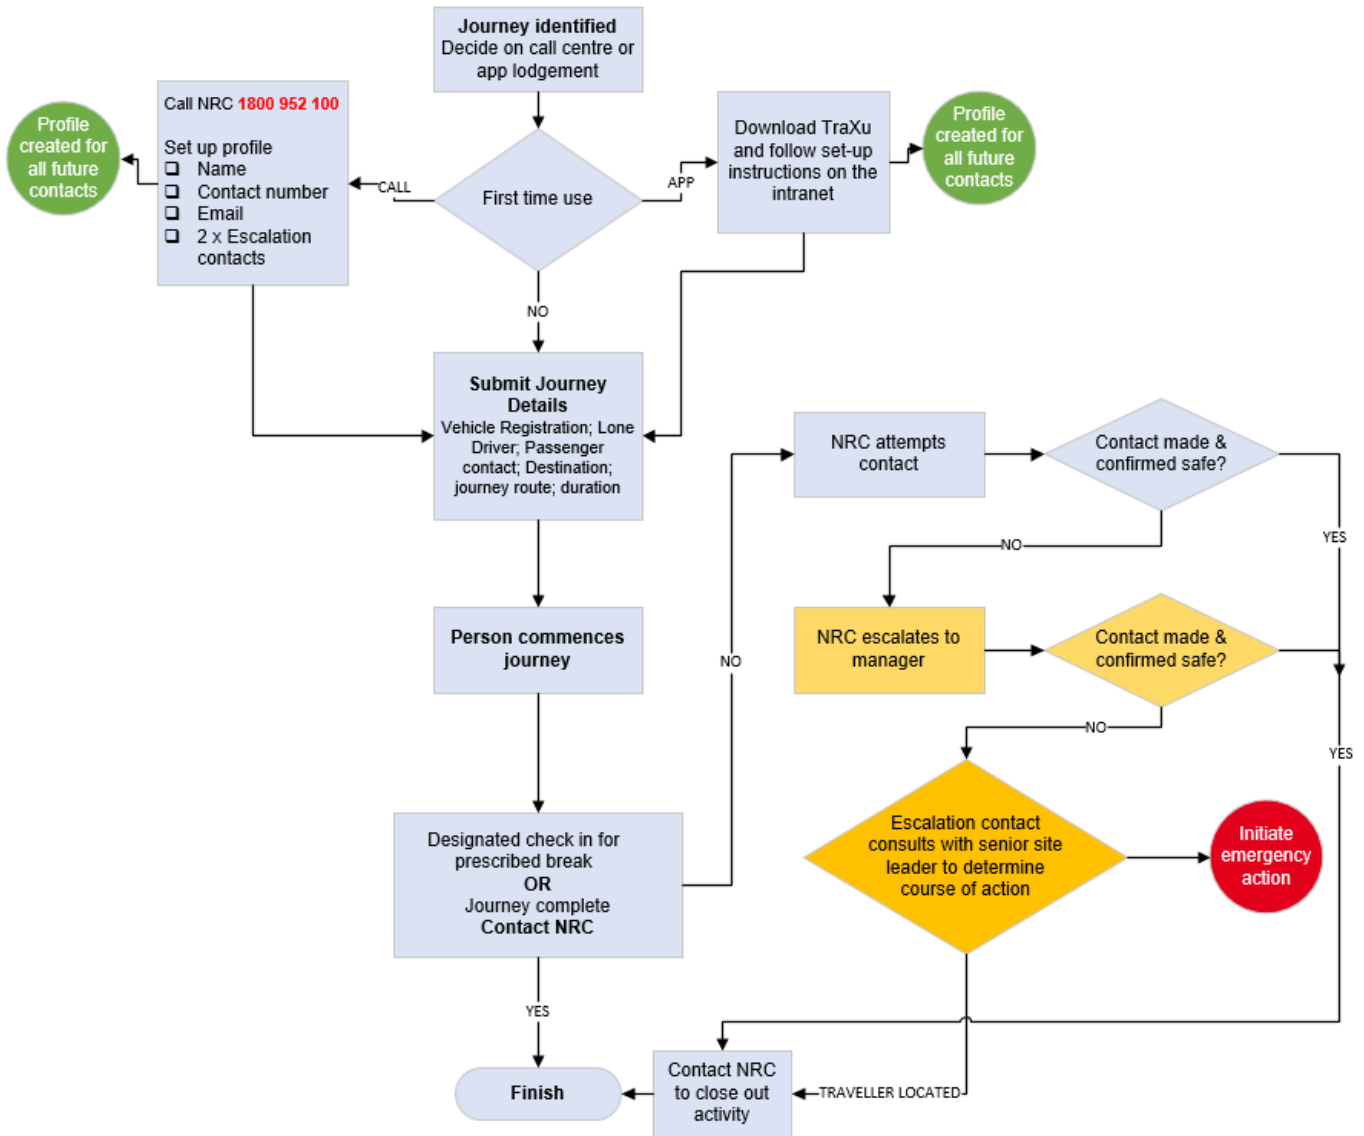 Journey identified
Decide on call centre or
app lodgement
Call NRC 1800 952 100
Set up profile
Name
Contact number
Email
2 x Escalation
contacts
Profile
created for
all future
contacts
CALL
First time use
APP
Download TraXu
and follow set-up
instructions on the
intranet
Profile
created for
all future
contacts
NO
Submit Journey
Details
Vehicle Registration; Lone
Driver; Passenger
contact; Destination;
journey route; duration
NRC attempts
contact
Contact made &
confirmed safe?
NO
YES
Person commences
journey
NO
NRC escalates to
manager
Contact made &
confirmed safe?
NO
YES
Designated check in for
prescribed break
OR
Journey complete
Contact NRC
Escalation contact
consults with senior site
leader to determine
course of action
Initiate
emergency
action
YES
Finish
Contact NRC
to close out
activity
TRAVELLER LOCATED